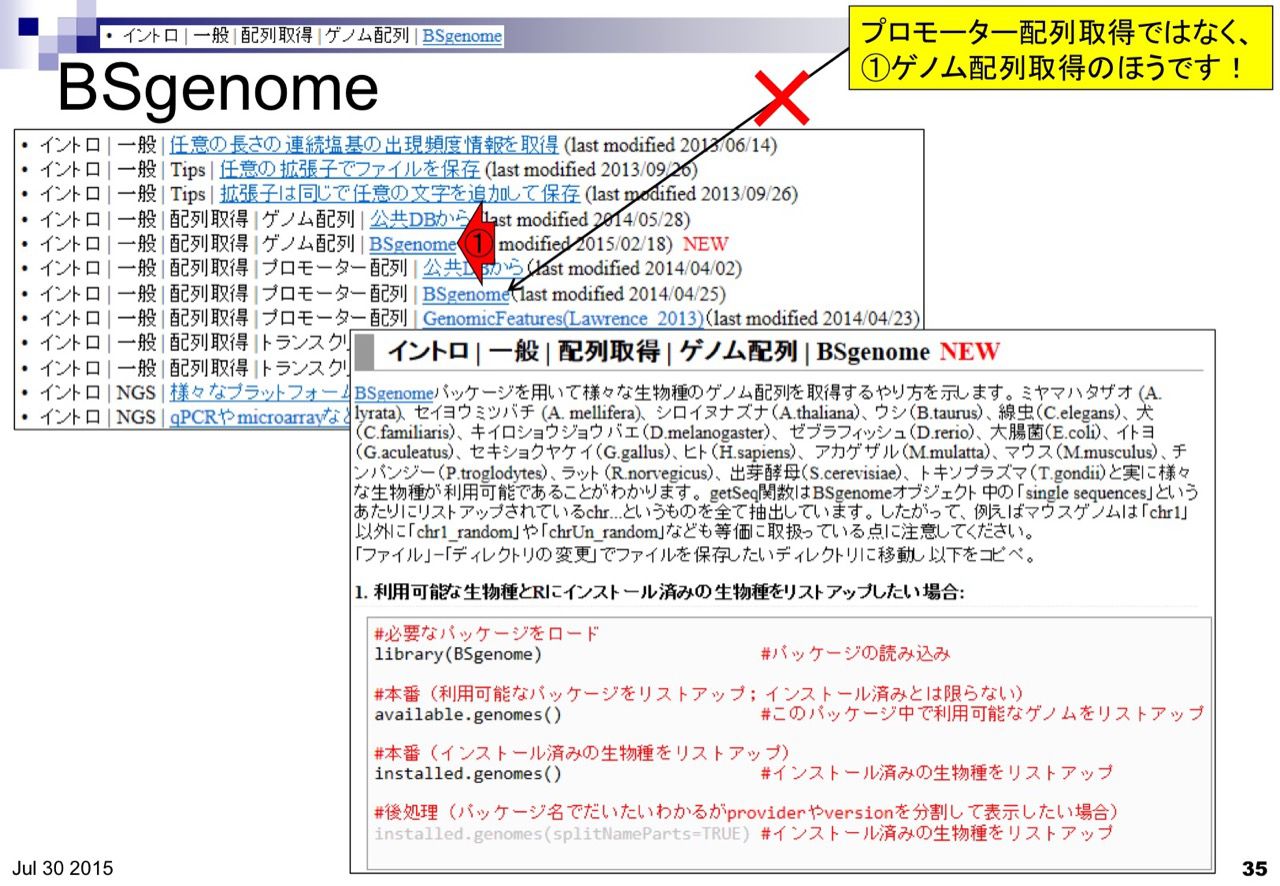 • イントロ | 一般 | 配列取得 | ゲノム配列 | BSgenome
プロモーター配列取得ではなく、
①ゲノム配列取得のほうです！
BSgenome
• イントロ | 一般 | 任意の長さの連続塩基の出現頻度情報を取得 (last modified 2013/06/14)
• イントロ | 一般 | Tips | 任意の拡張子でファイルを保存 (last modified 2013/09/26)
• イントロ | 一般 | Tips | 拡張子は同じで任意の文字を追加して保存 (last modified 2013/09/26)
• イントロ | 一般 | 配列取得 | ゲノム配列 | 公共DBから (last modified 2014/05/28)
• イントロ | 一般 | 配列取得 | ゲノム配列 | BSgenome ① modified 2015/02/18) NEW
• イントロ | 一般 | 配列取得 | プロモーター配列 | 公共DBから (last modified 2014/04/02)
• イントロ | 一般 | 配列取得 | プロモーター配列 | BSgenome (last modified 2014/04/25)
• イントロ | 一般 | 配列取得 | プロモーター配列 | GenomicFeatures(Lawrence_2013) (last modified 2014/04/23)
• イントロ | 一般 | 配列取得 | トランスクリ
• イントロ | 一般 | 配列取得 | トランスクリ
• イントロ | NGS | 様々なプラットフォーム
• イントロ | NGS | qPCRやmicroarrayなど
イントロ | 一般 | 配列取得 | ゲノム配列 | BSgenome NEW
BSgenomeパッケージを用いて様々な生物種のゲノム配列を取得するやり方を示します。ミヤマハタザオ (A.
lyrata)、セイヨウミツバチ (A. mellifera)、シロイヌナズナ(A.thaliana)、ウシ(B.taurus)、線虫(C.elegans)、犬
(C.familiaris)、キイロショウジョウバエ(D.melanogaster)、ゼブラフィッシュ(D.rerio)、大腸菌(E.coli)、イトヨ
(G.aculeatus)、セキショクヤケイ(G.gallus)、ヒト(H.sapiens)、アカゲザル(M.mulatta)、マウス(M.musculus)、チ
ンパンジー(P.troglodytes)、ラット(R.norvegicus)、出芽酵母(S.cerevisiae)、トキソプラズマ(T.gondii)と実に様々
な生物種が利用可能であることがわかります。getSeq関数はBSgenomeオブジェクト中の「single sequences」という
あたりにリストアップされているchr...というものを全て抽出しています。したがって、例えばマウスゲノムは「chr1」
以外に「chr1_random」や「chrUn_random」なども等価に取扱っている点に注意してください。
「ファイル」-「ディレクトリの変更」でファイルを保存したいディレクトリに移動し以下をコピペ。
1. 利用可能な生物種とRにインストール済みの生物種をリストアップしたい場合:
#必要なパッケージをロード
library(BSgenome) #パッケージの読み込み
#本番（利用可能なパッケージをリストアップ；インストール済みとは限らない）
available.genomes() #このパッケージ中で利用可能なゲノムをリストアップ
#本番（インストール済みの生物種をリストアップ）
installed.genomes() #インストール済みの生物種をリストアップ
#後処理（パッケージ名でだいたいわかるがproviderやversionを分割して表示したい場合）
installed.genomes(splitNameParts=TRUE) #インストール済みの生物種をリストアップ
Jul 30 2015
35